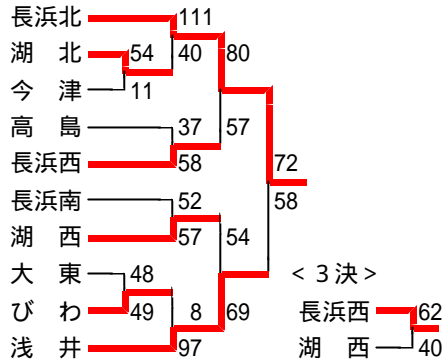 長浜北 111
湖北 54 40 80
今津 11
高島 37 57
長浜西 58 72
長浜南 52 58
湖西 57 54
大東 48 <3決>
びわ 49 8 69 長浜西 62
浅井 97 湖西 40